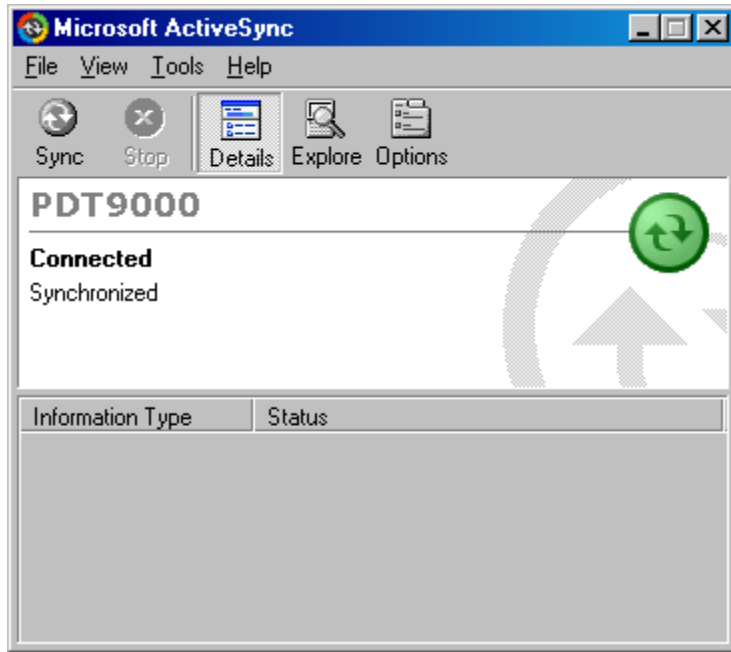 Microsoft ActiveSync
File View Tools Help
Sync Stop Details Explore Options
PDT9000
Connected
Synchronized
Information Type Status